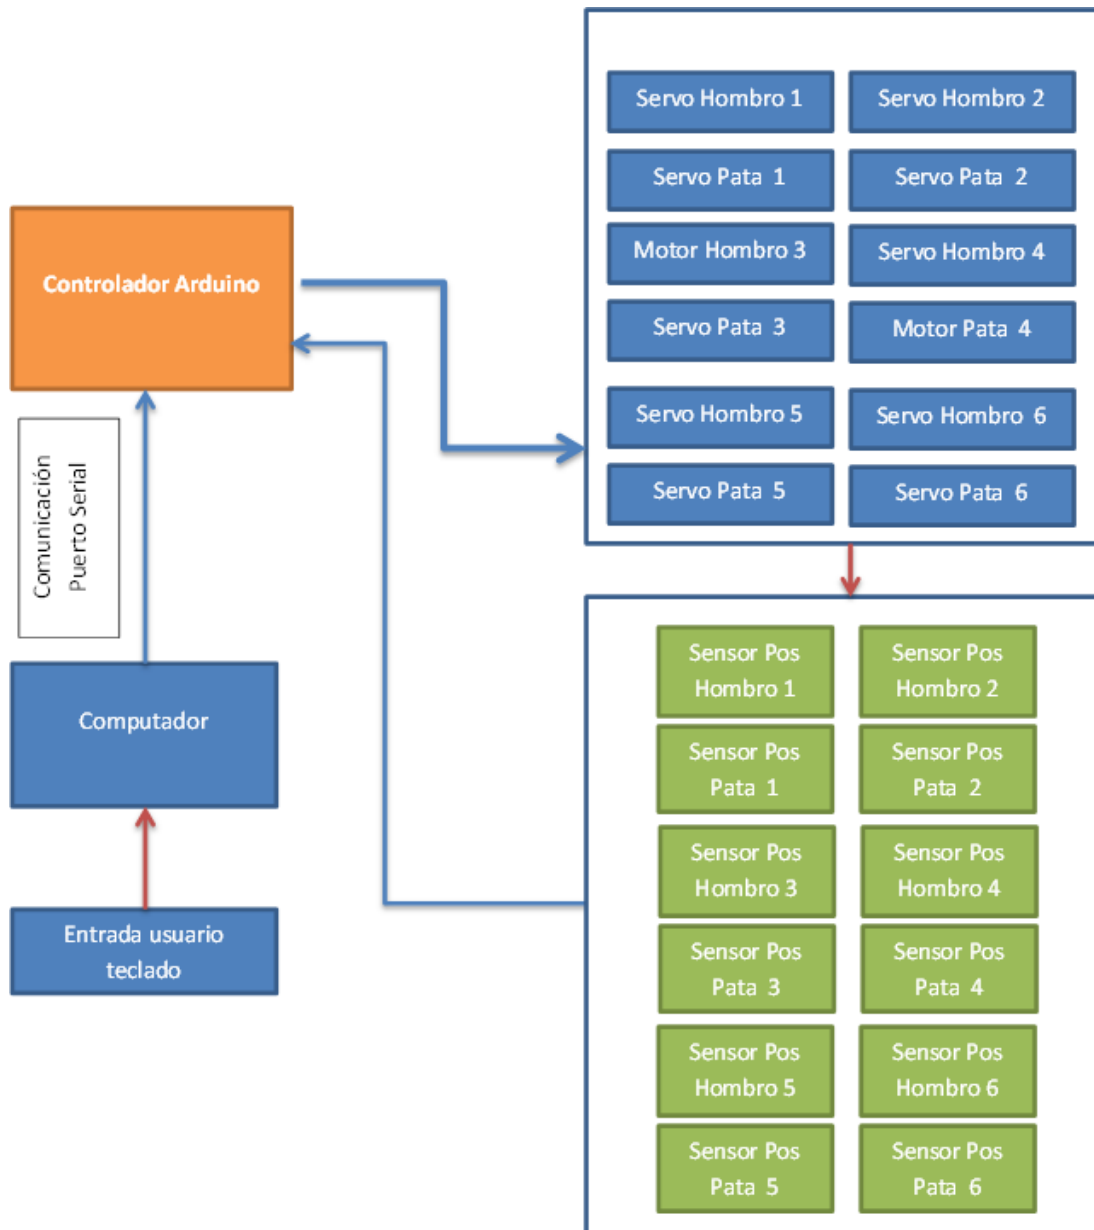 Servo Hombro 1
Servo Hombro 2
Servo Pata 1
Servo Pata 2
Motor Hombro 3
Servo Hombro 4
Servo Pata 3
Motor Pata 4
Servo Hombro 5
Servo Hombro 6
Servo Pata 5
Servo Pata 6
Controlador Arduino
Comunicación
Puerto Serial
Computador
Entrada usuario
teclado
Sensor Pos
Hombro 1
Sensor Pos
Hombro 2
Sensor Pos
Pata 1
Sensor Pos
Pata 2
Sensor Pos
Hombro 3
Sensor Pos
Hombro 4
Sensor Pos
Pata 3
Sensor Pos
Pata 4
Sensor Pos
Hombro 5
Sensor Pos
Hombro 6
Sensor Pos
Pata 5
Sensor Pos
Pata 6